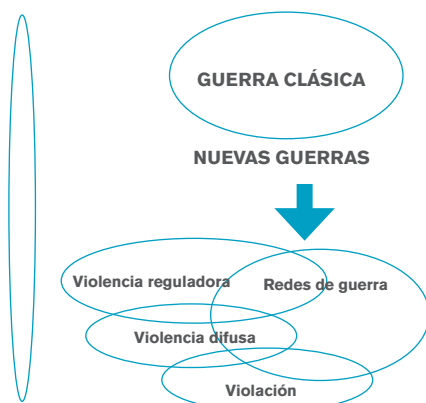 GUERRA CLÁSICA
NUEVAS GUERRAS
Violencia reguladora
Redes de guerra
Violencia difusa
Violación